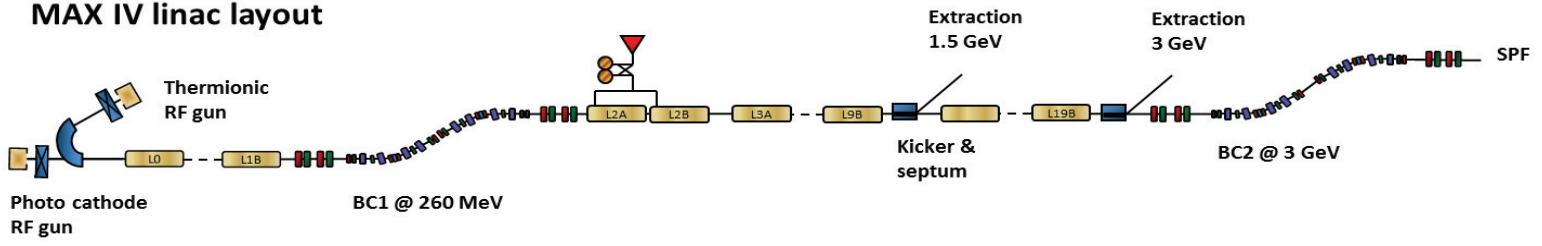 MAX IV linac layout
Thermionic
RF gun
Photo cathode
RF gun
L0
L1B
BC1 @ 260 MeV
L2A
L2B
L3A
L9B
Kicker &
septum
Extraction
1.5 GeV
L19B
Extraction
3 GeV
BC2 @ 3 GeV
SPF